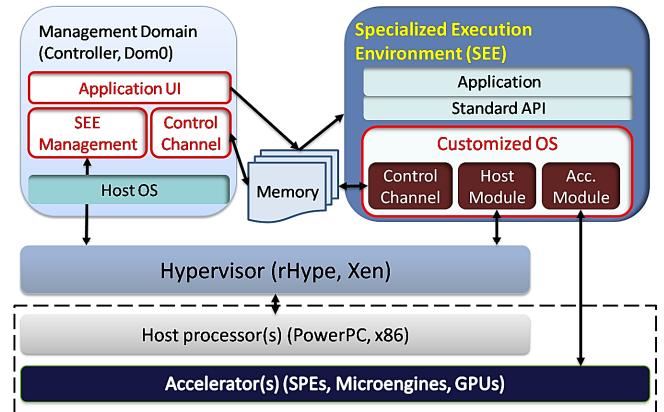 Management Domain
(Controller, Dom0)
Application UI
SEE
Management
Control
Channel
Host OS
Memory
Specialized Execution
Environment (SEE)
Application
Standard API
Customized OS
Control
Channel
Host
Module
Acc.
Module
Hypervisor (rHype, Xen)
Host processor(s) (PowerPC, x86)
Accelerator(s) (SPEs, Microengines, GPUs)